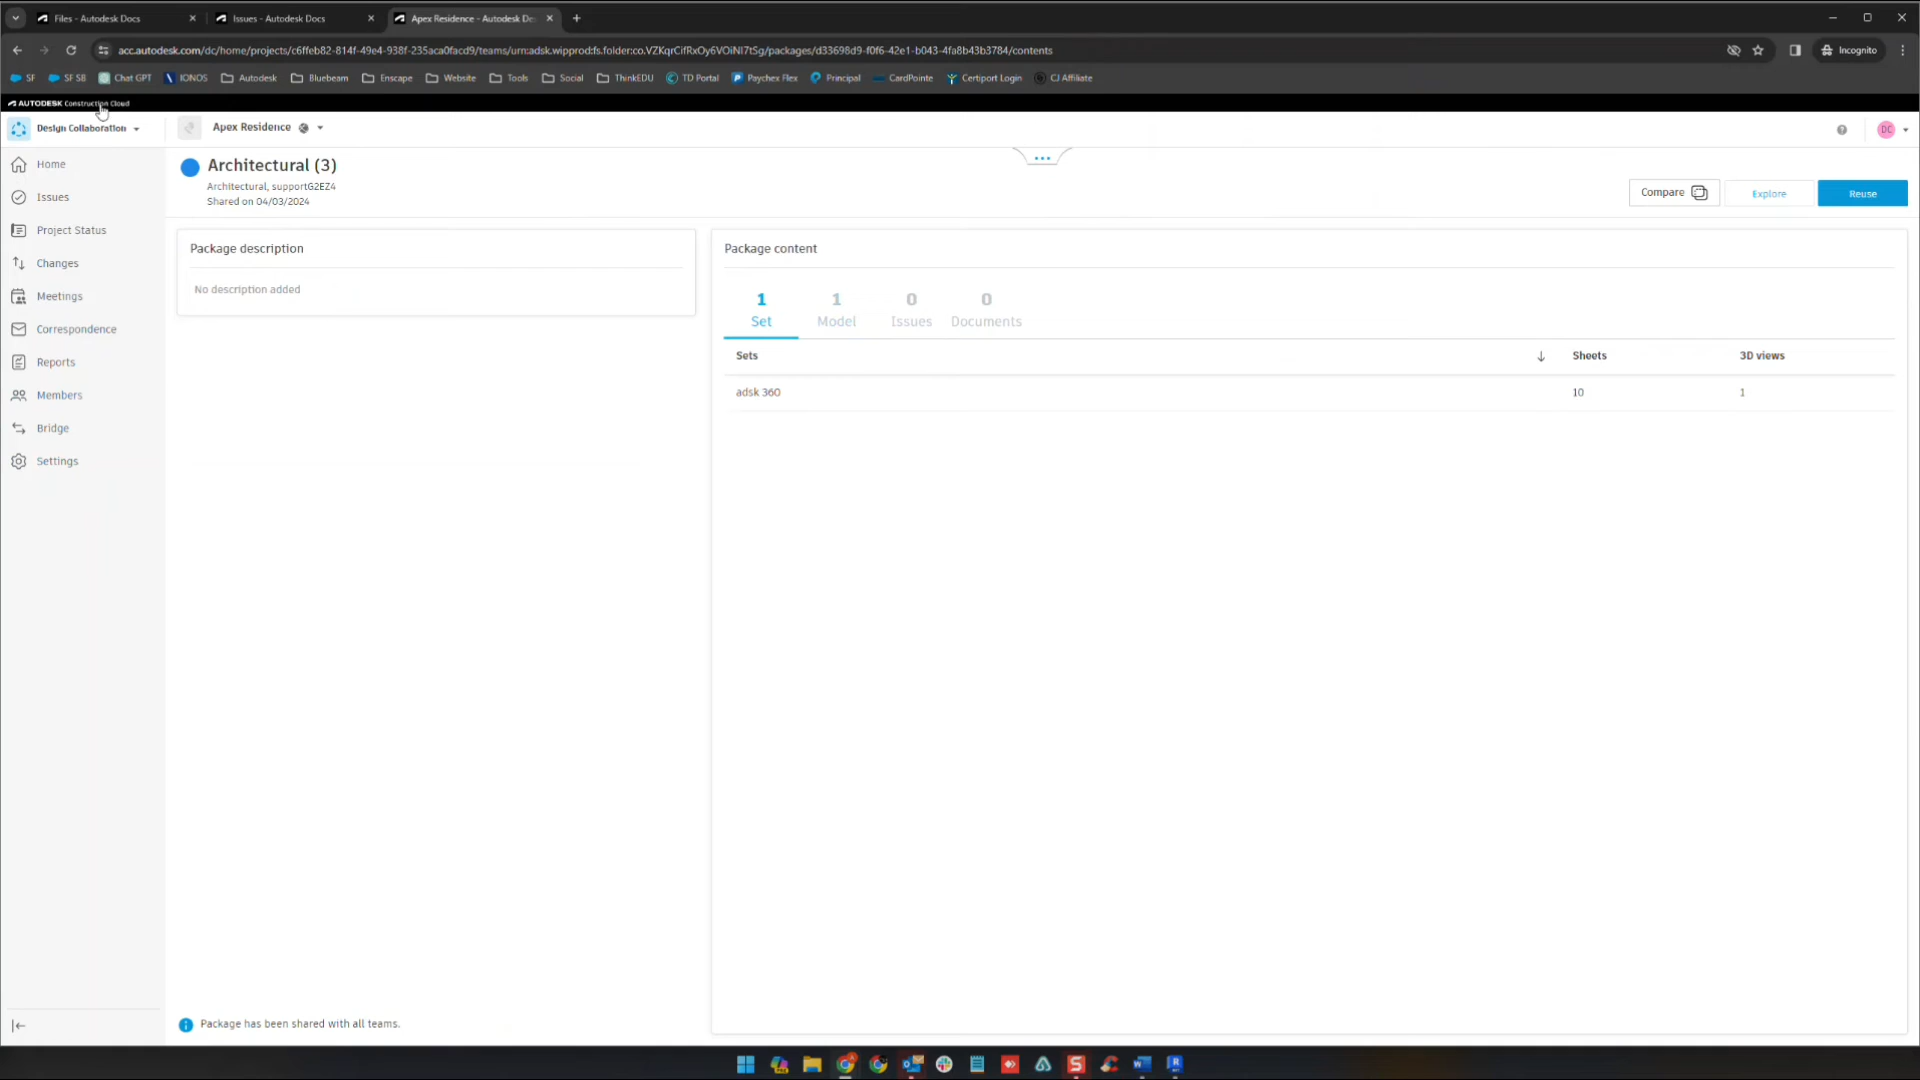 Files - Autodesk Docs
Issues - Autodesk Docs
Apex Residence - Autodesk Do
acc.autodesk.com/dc/home/projects/c6ffeb82-814f-49e4-938f-235aca0facd9/teams/urn:adsk.wipprod:fs.folder:co.VZKqrCifRxOy6VOiNI7tSg/packages/d33698d9-f0f6-42e1-b043-4fa8b43b3784/contents
Incognito
SF
SF SB
Chat GPT
IONOS
Autodesk
Bluebeam
Enscape
Website
Tools
Social
ThinkEDU
TD Portal
Paychex Flex
Principal
CardPointe
Certiport Login
CJ Affiliate
AUTODESK Construction Cloud
Design Collaboration
Apex Residence
DC
Home
Issues
Project Status
Changes
Meetings
Correspondence
Reports
Members
Bridge
Settings
Architectural (3)
Architectural, supportG2EZ4
Shared on 04/03/2024
Compare
Explore
Reuse
Package description
No description added
Package content
1 1 0 0
Set Model Issues Documents
Sets Sheets 3D views
adsk 360 10 1
Package has been shared with all teams.